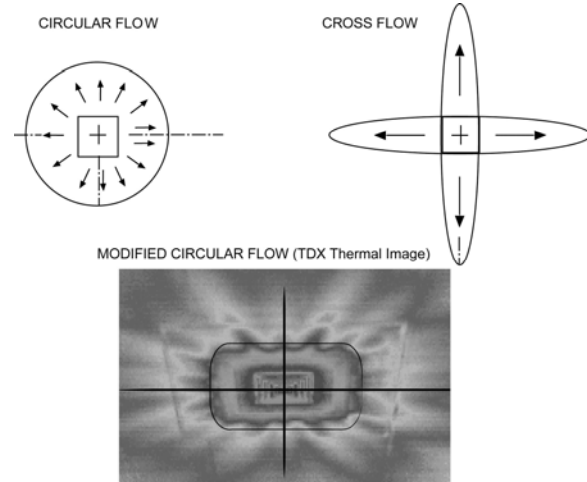 CIRCULAR FLOW
CROSS FLOW
MODIFIED CIRCULAR FLOW (TDX Thermal Image)